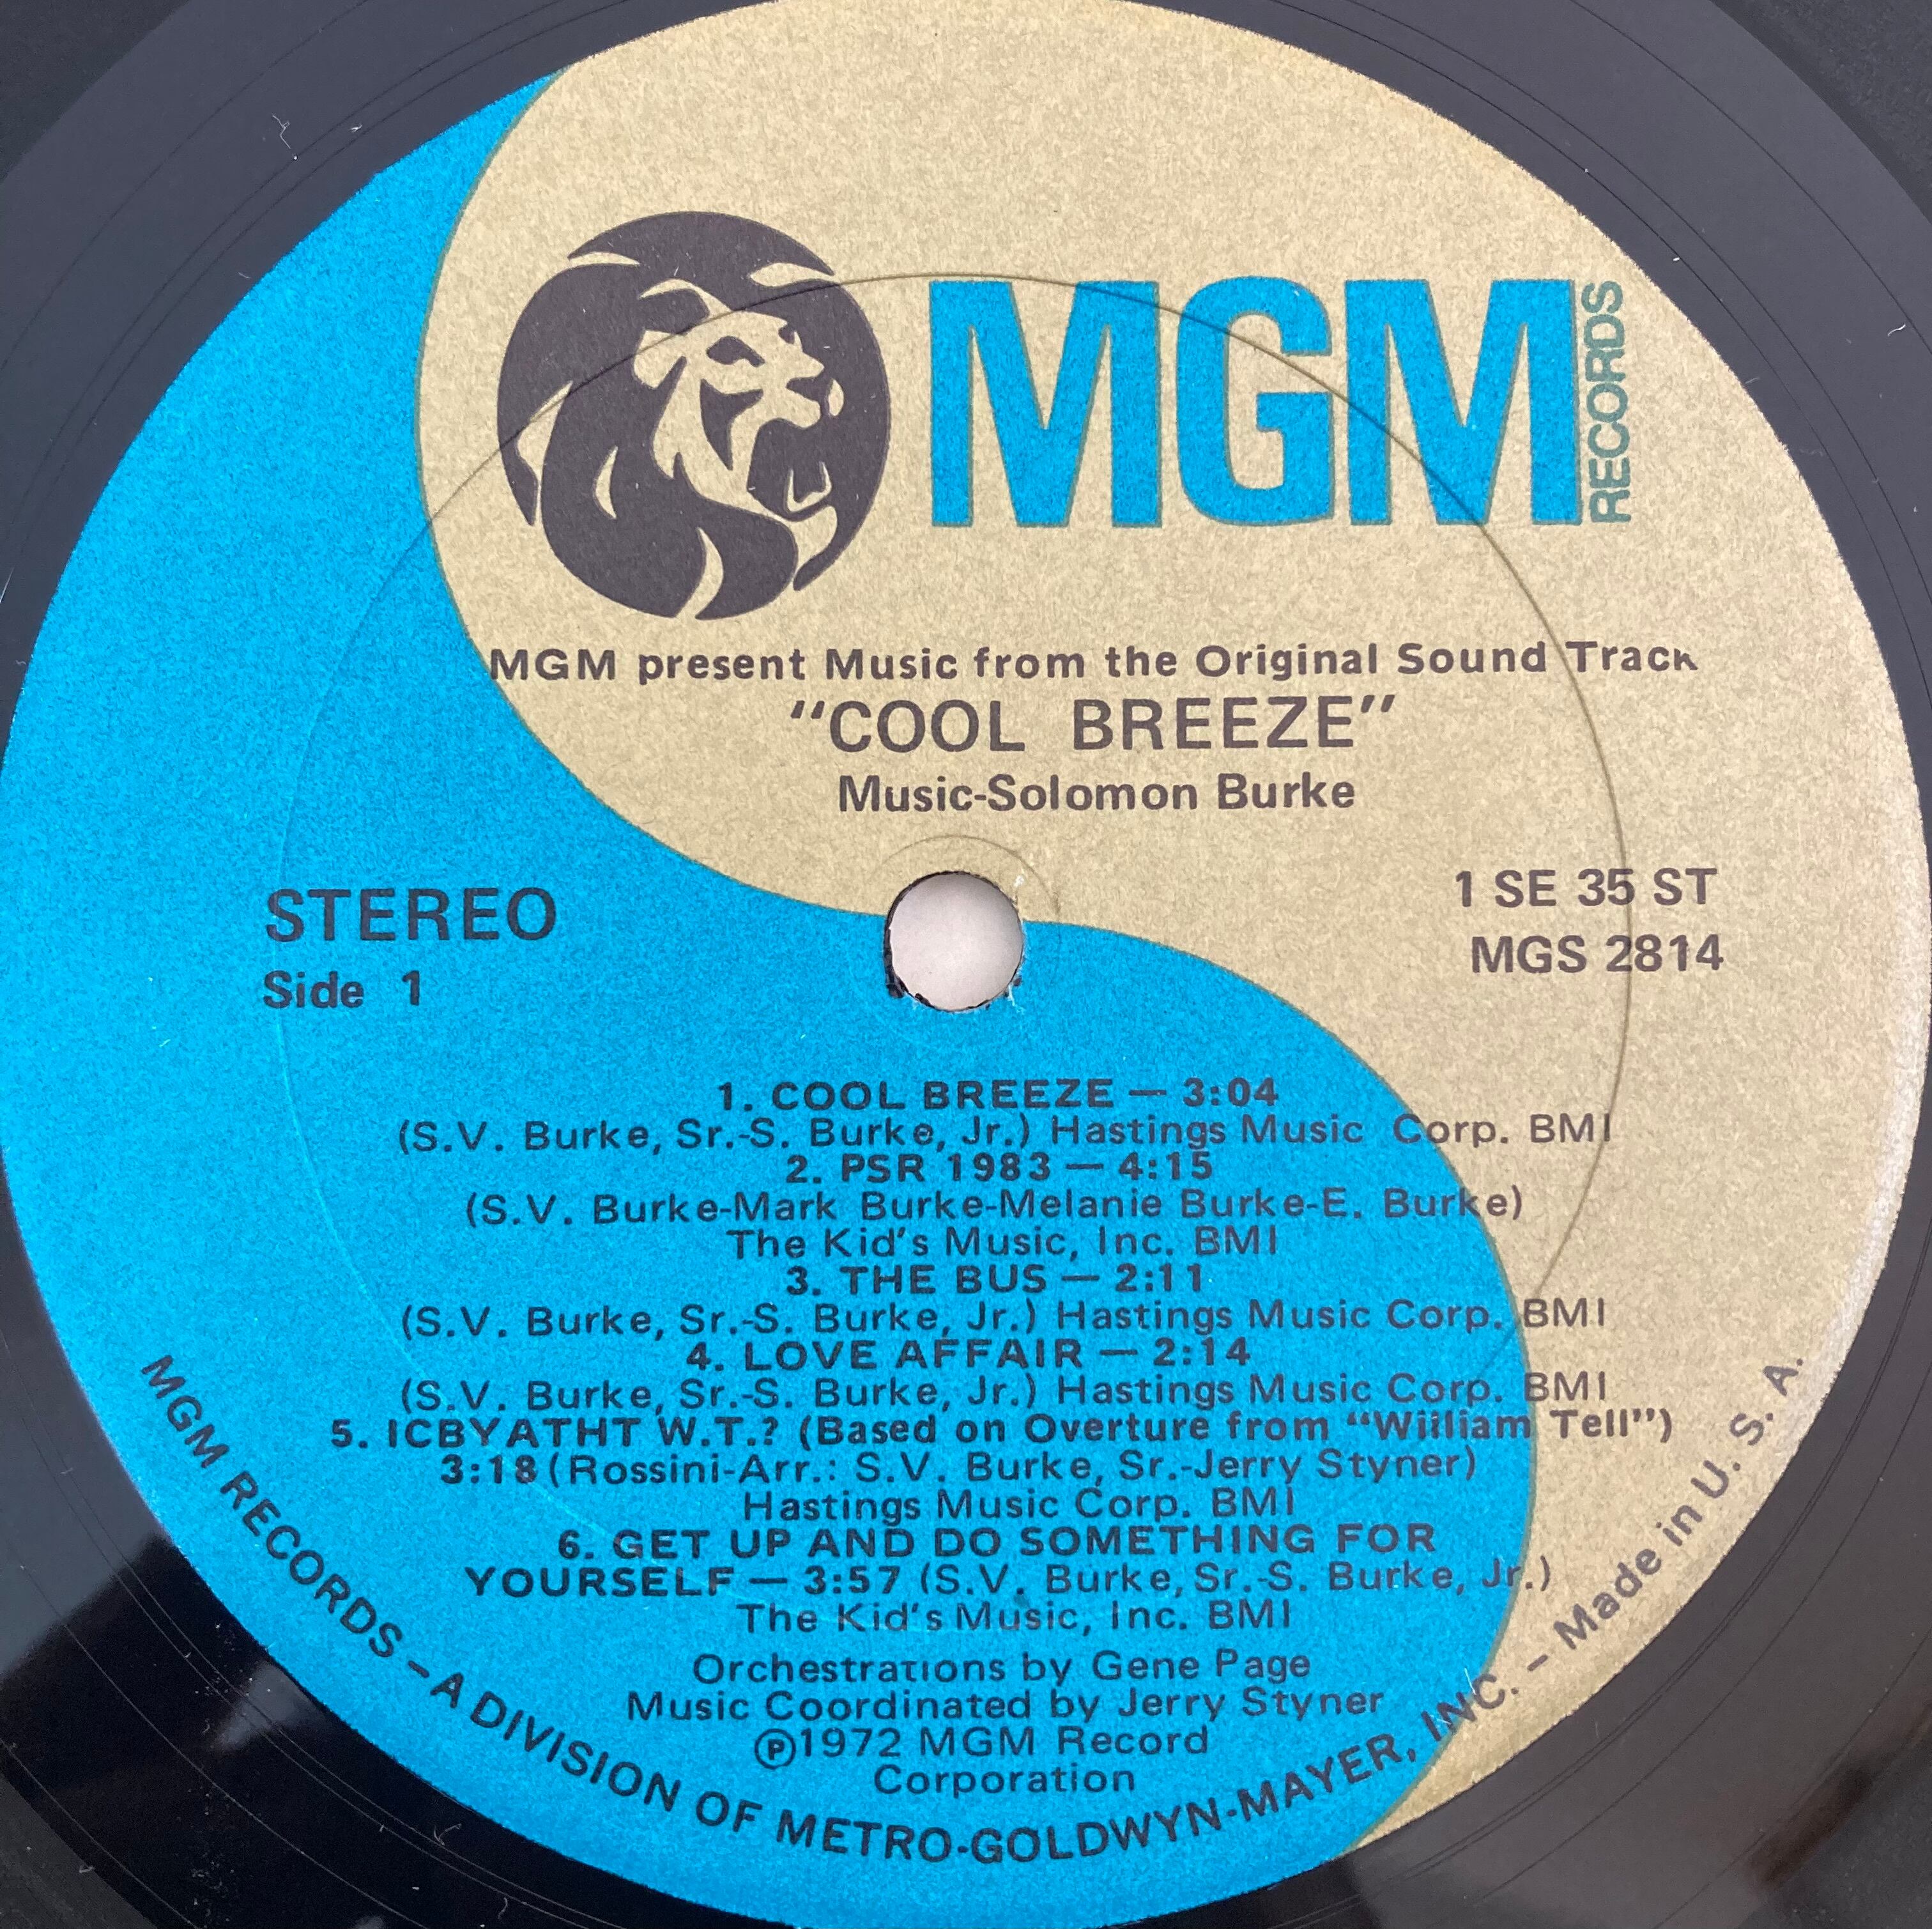 MGM RECORDS
MGM present Music from the Original Sound Track
"COOL BREEZE"
Music-Solomon Burke
STEREO
Side 1
1 SE 35 ST
MGS 2814
1. COOL BREEZE — 3:04
(S.V. Burke, Sr.-S. Burke, Jr.) Hastings Music Corp. BMI
2. PSR 1983 — 4:15
(S.V. Burke-Mark Burke-Melanie Burke-E. Burke)
The Kid's Music, Inc. BMI
3. THE BUS — 2:11
(S.V. Burke, Sr.-S. Burke, Jr.) Hastings Music Corp. BMI
4. LOVE AFFAIR — 2:14
(S.V. Burke, Sr.-S. Burke, Jr.) Hastings Music Corp. BMI
5. ICBYATHT W.T.? (Based on Overture from "Wiilliam Tell")
3:18 (Rossini-Arr.: S.V. Burke, Sr.-Jerry Styner)
Hastings Music Corp. BMI
6. GET UP AND DO SOMETHING FOR
YOURSELF — 3:57 (S.V. Burke, Sr.-S. Burke, Jr.)
The Kid's Music, Inc. BMI
Orchestrations by Gene Page
Music Coordinated by Jerry Styner
℗1972 MGM Record
Corporation
MGM RECORDS – A DIVISION OF METRO-GOLDWYN-MAYER, INC. – Made in U. S. A.